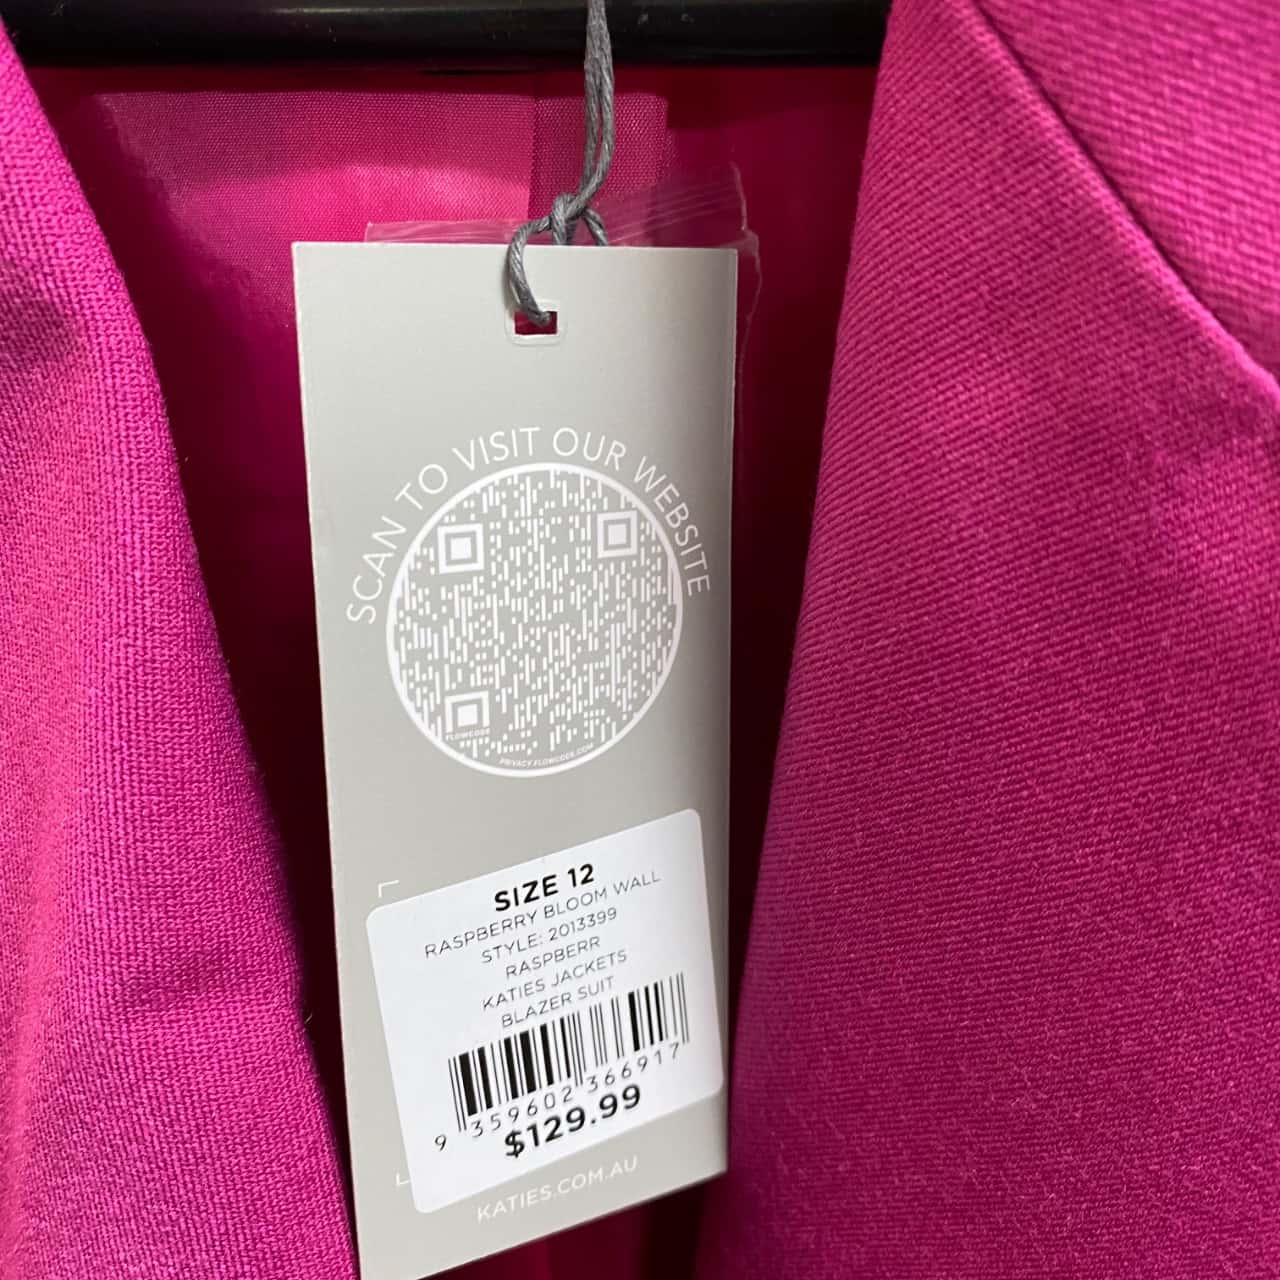 SCAN TO VISIT OUR WEBSITE
FLOWCODE
PRIVACY.FLOWCODE.COM
SIZE 12
RASPBERRY BLOOM WALL
STYLE: 2013399
RASPBERR
KATIES JACKETS
BLAZER SUIT
9 359602 366917
$129.99
KATIES.COM.AU